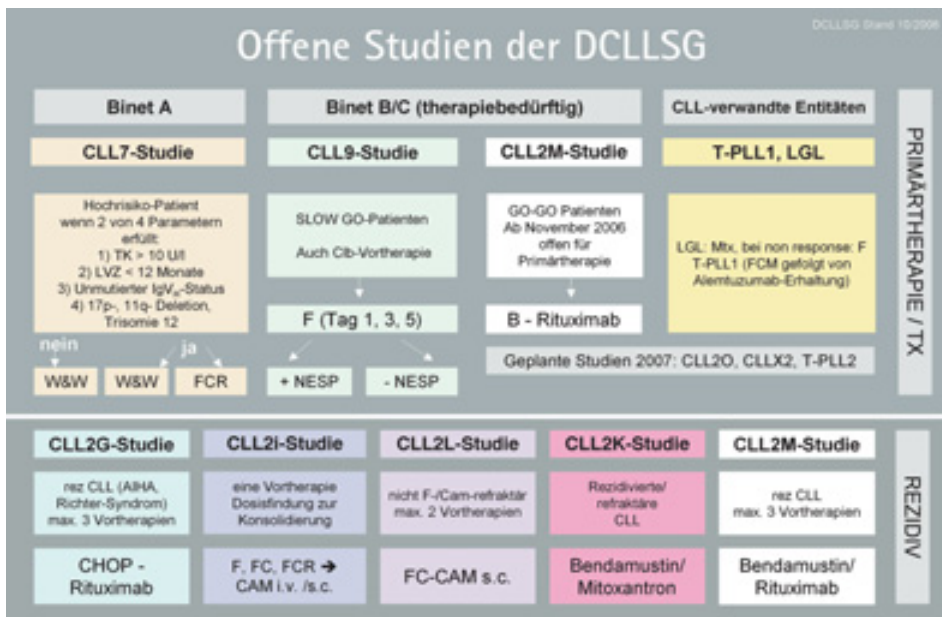 DCLLSG Stand 10/2006
Offene Studien der DCLLSG
Binet A
Binet B/C (therapiebedürftig)
CLL-verwandte Entitäten
CLL7-Studie
CLL9-Studie
CLL2M-Studie
T-PLL1, LGL
Hochrisiko-Patient
wenn 2 von 4 Parametern
erfüllt:
1) TK > 10 U/l
2) LVZ < 12 Monate
3) Unmutierter IgVH-Status
4) 17p-, 11q- Deletion,
Trisomie 12
SLOW GO-Patienten
Auch Clb-Vortherapie
GO-GO Patienten
Ab November 2006
offen für
Primärtherapie
LGL: Mtx, bei non response: F
T-PLL1 (FCM gefolgt von
Alemtuzumab-Erhaltung)
F (Tag 1, 3, 5)
B - Rituximab
nein
ja
W&W
W&W
FCR
+ NESP
- NESP
Geplante Studien 2007: CLL2O, CLLX2, T-PLL2
PRIMÄRTHERAPIE / TX
CLL2G-Studie
CLL2i-Studie
CLL2L-Studie
CLL2K-Studie
CLL2M-Studie
rez CLL (AIHA,
Richter-Syndrom)
max. 3 Vortherapien
eine Vortherapie
Dosisfindung zur
Konsolidierung
nicht F-/Cam-refraktär
max. 2 Vortherapien
Rezidivierte/
refraktäre
CLL
rez CLL
max. 3 Vortherapien
CHOP -
Rituximab
F, FC, FCR ➔
CAM i.v. /s.c.
FC-CAM s.c.
Bendamustin/
Mitoxantron
Bendamustin/
Rituximab
REZIDIV